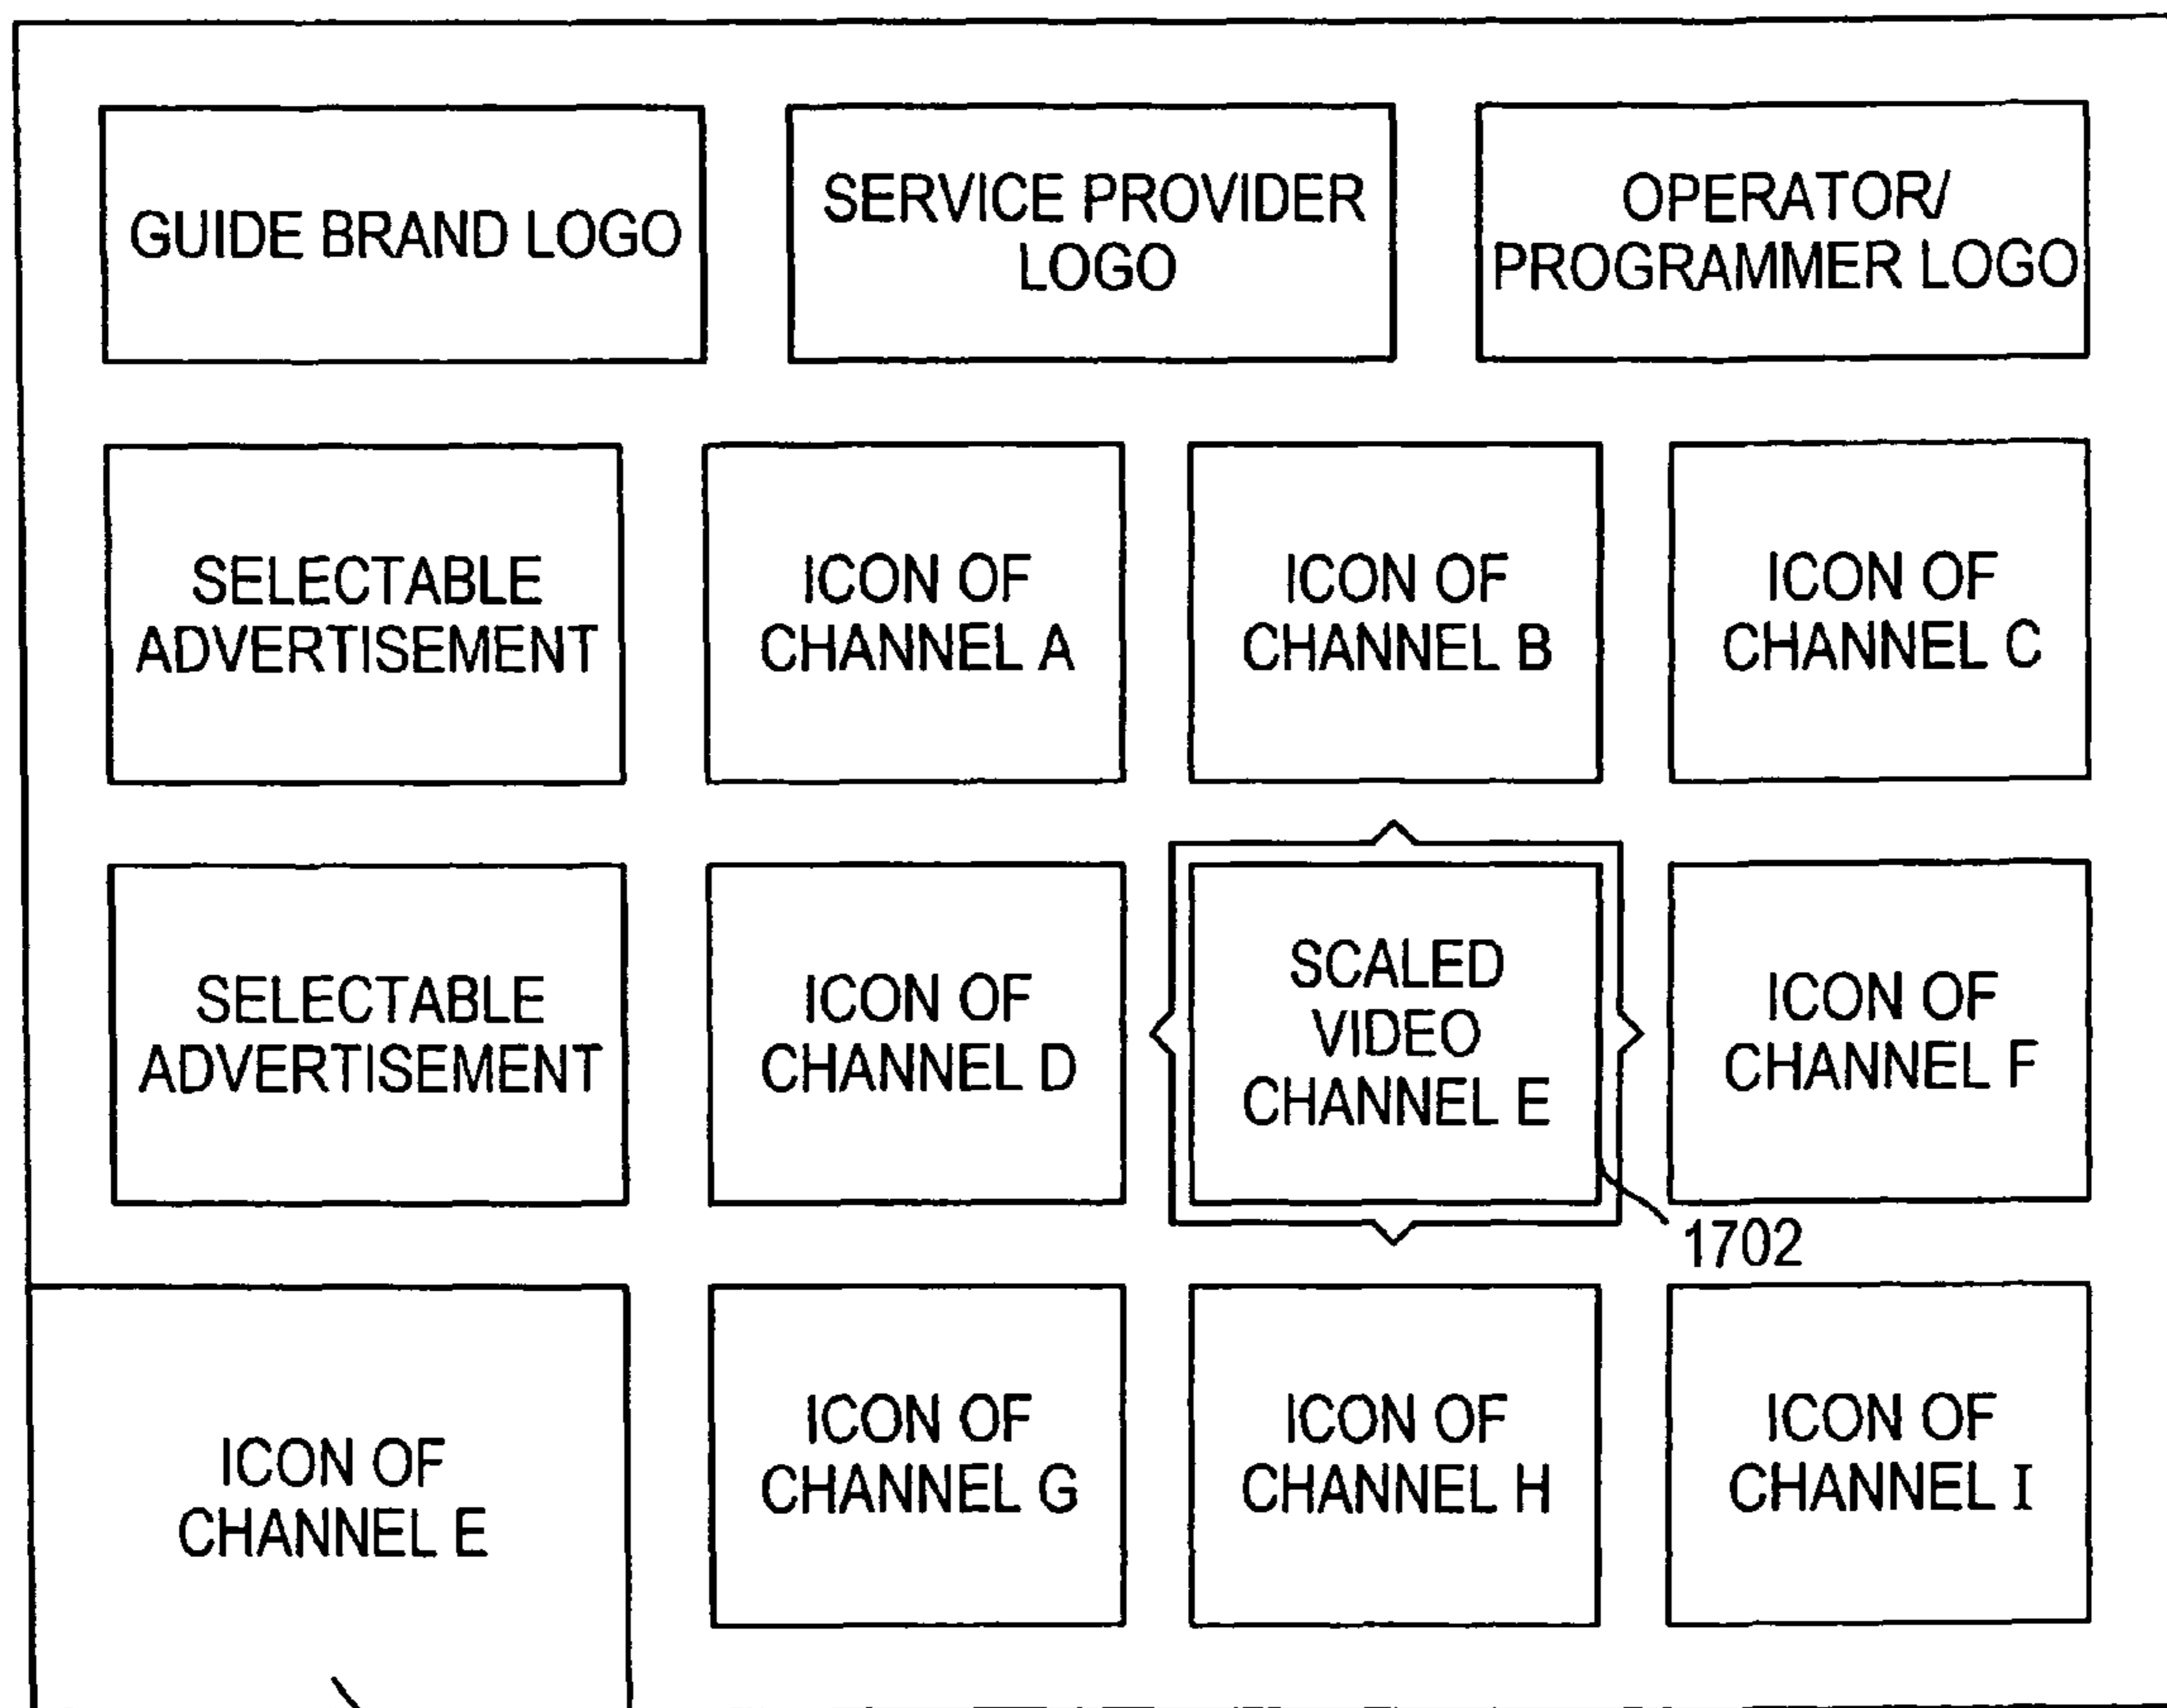 GUIDE BRAND LOGO
SERVICE PROVIDER
LOGO
OPERATOR/
PROGRAMMER LOGO
SELECTABLE
ADVERTISEMENT
ICON OF
CHANNEL A
ICON OF
CHANNEL B
ICON OF
CHANNEL C
SELECTABLE
ADVERTISEMENT
ICON OF
CHANNEL D
SCALED
VIDEO
CHANNEL E
ICON OF
CHANNEL F
1702
ICON OF
CHANNEL E
ICON OF
CHANNEL G
ICON OF
CHANNEL H
ICON OF
CHANNEL I